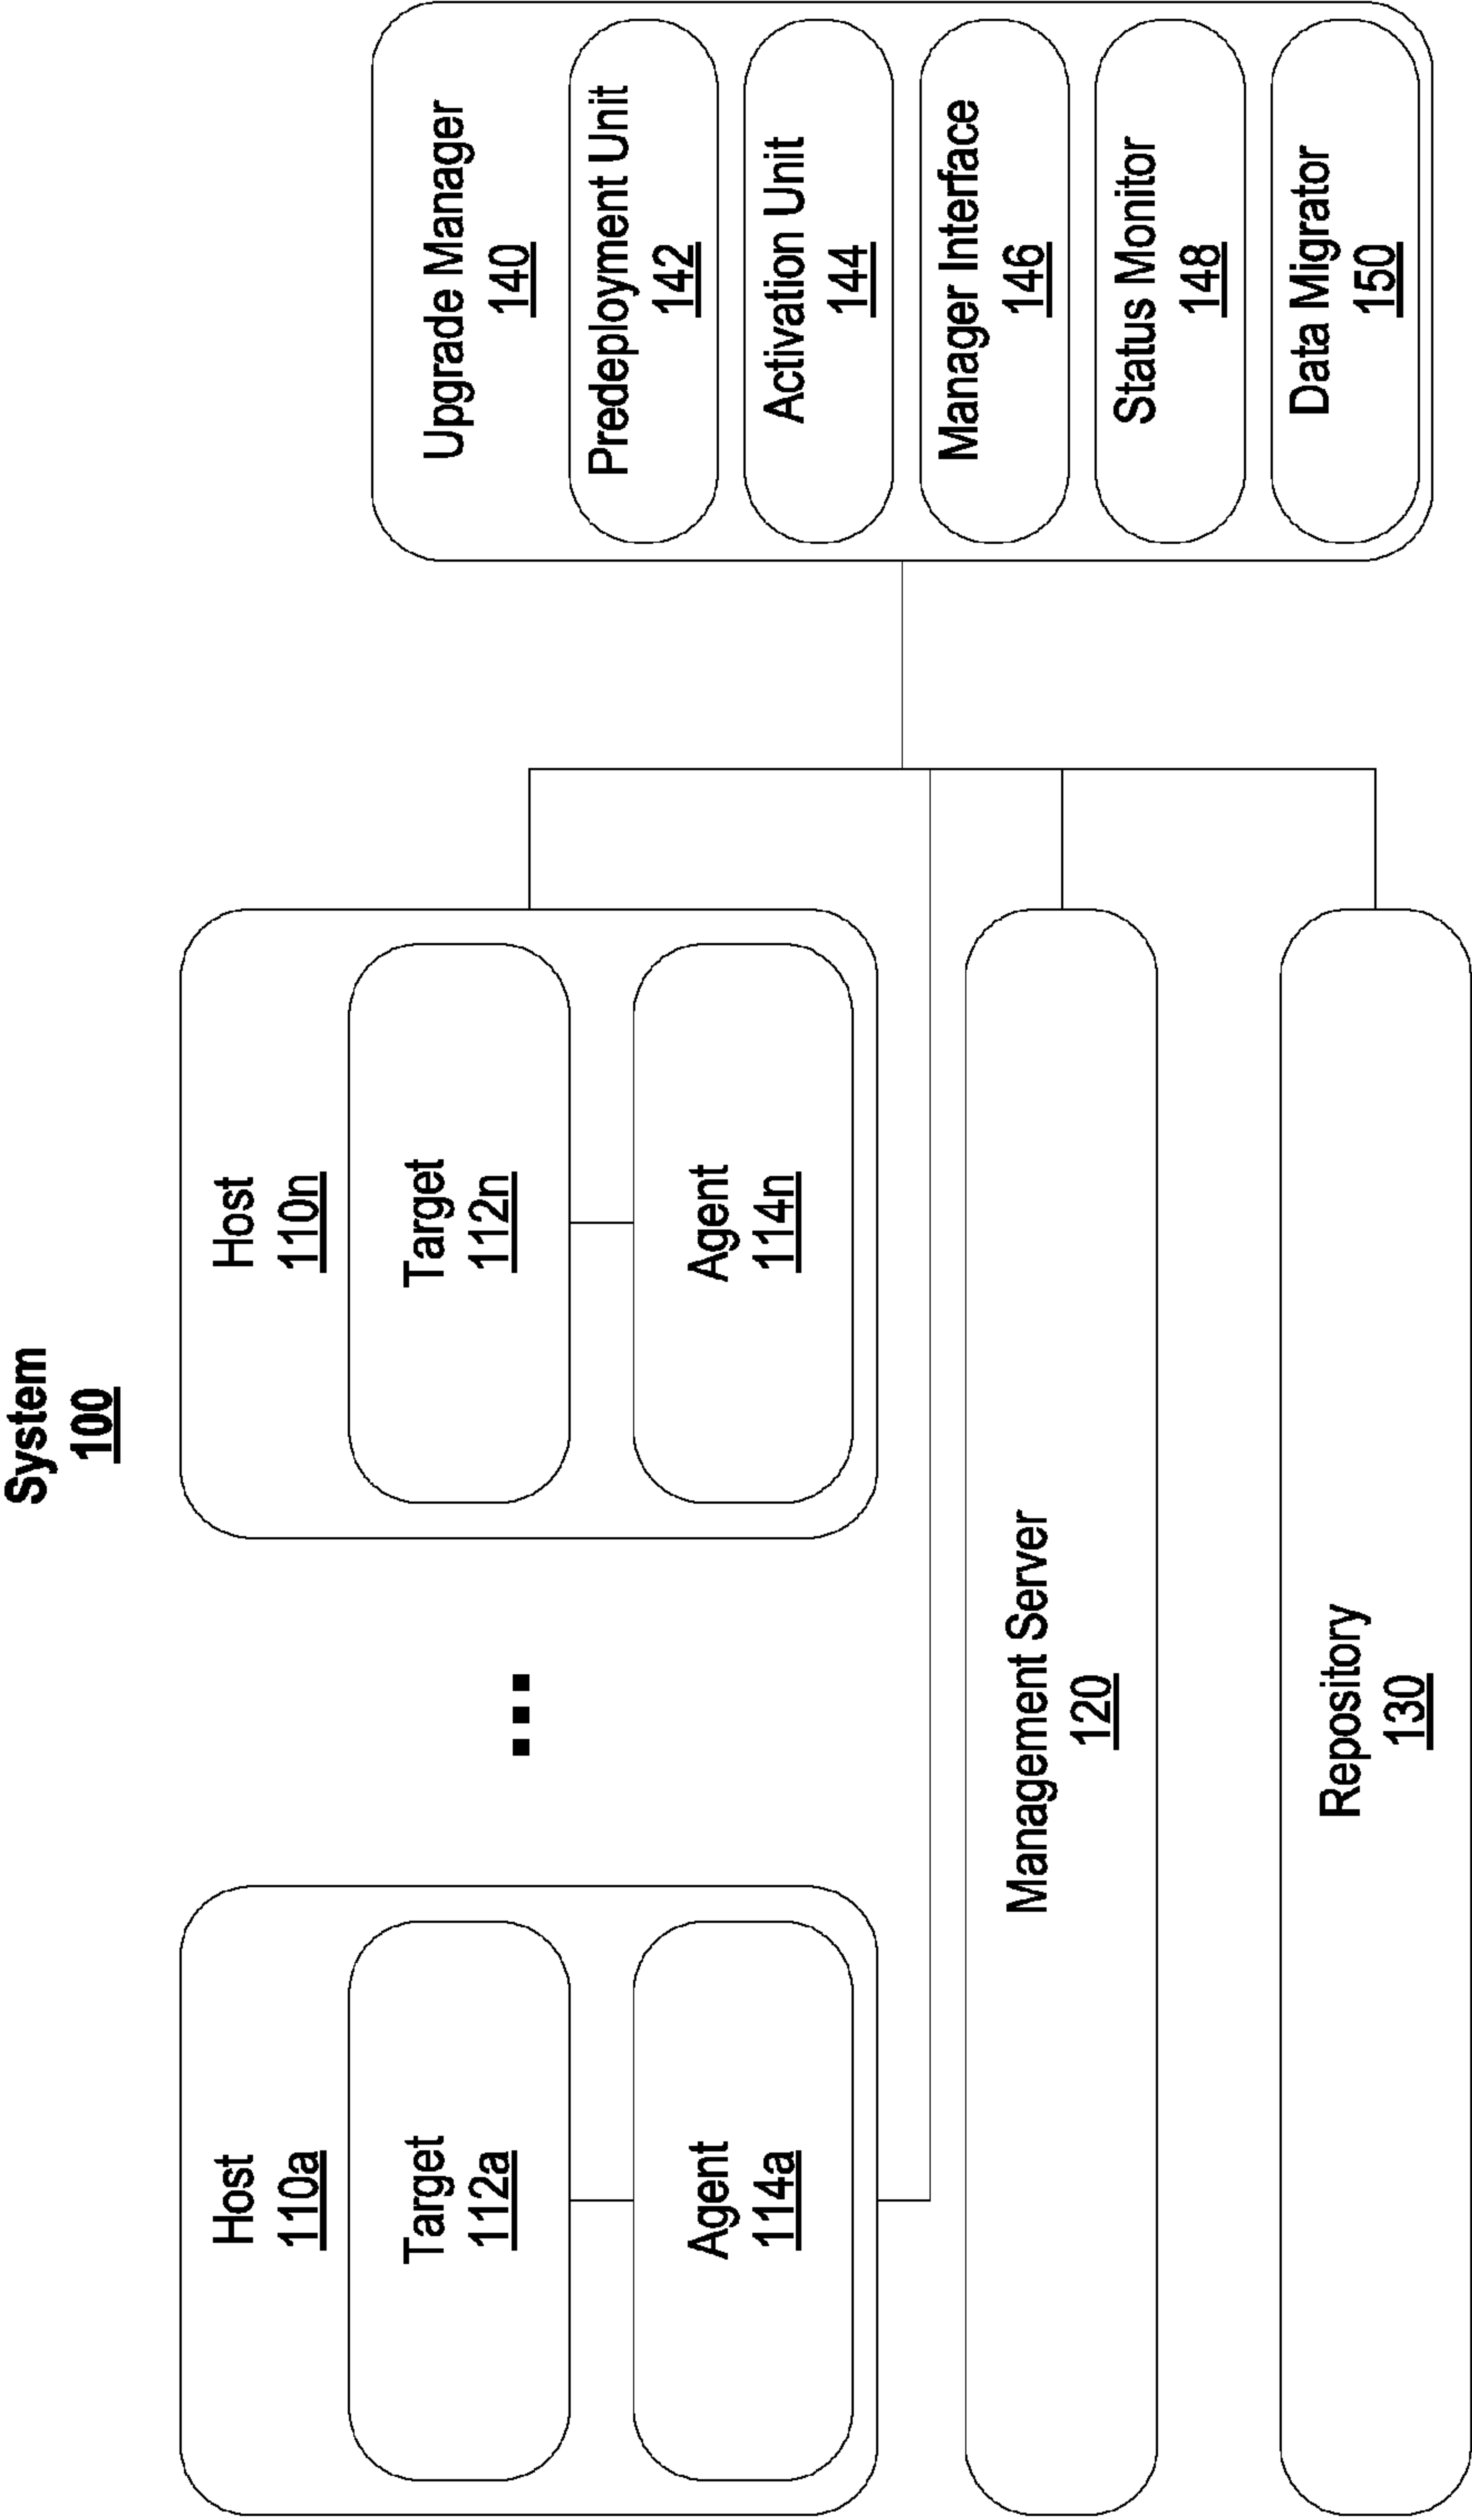 System
100
Host
110a
Target
112a
Agent
114a
...
Host
110n
Target
112n
Agent
114n
Management Server
120
Repository
130
Upgrade Manager
140
Predeployment Unit
142
Activation Unit
144
Manager Interface
146
Status Monitor
148
Data Migrator
150